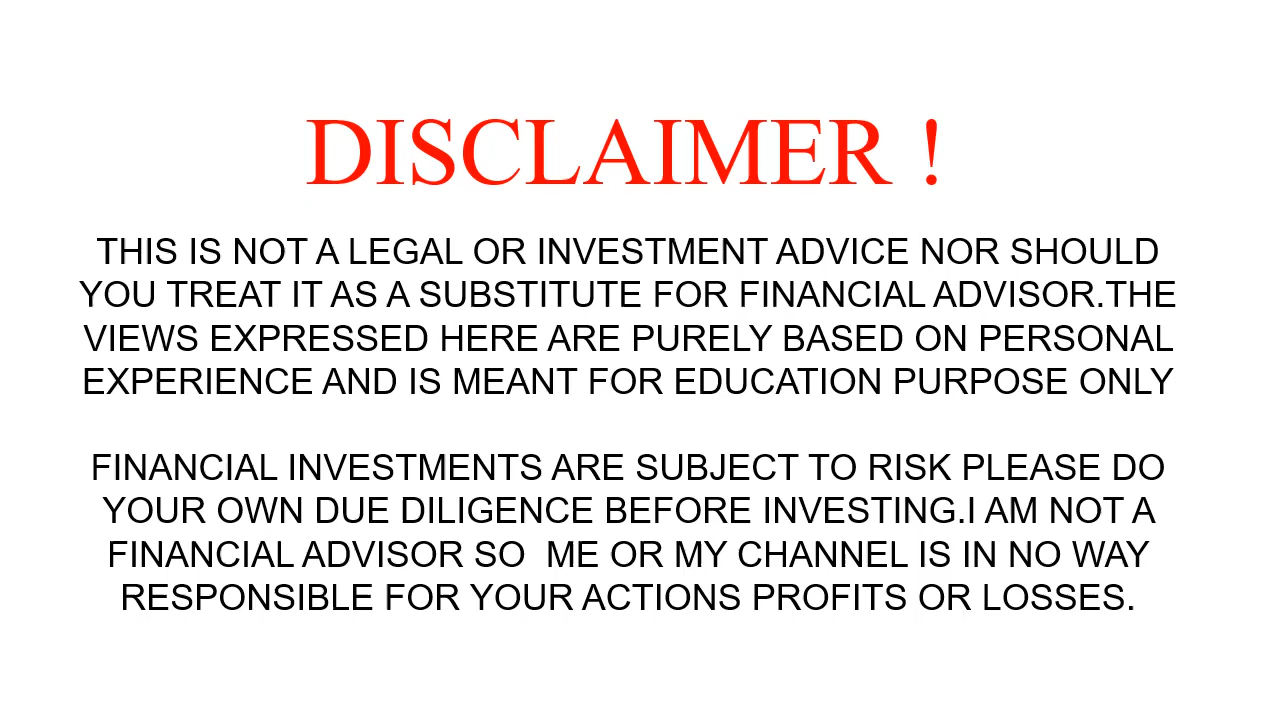 DISCLAIMER !
THIS IS NOT A LEGAL OR INVESTMENT ADVICE NOR SHOULD
YOU TREAT IT AS A SUBSTITUTE FOR FINANCIAL ADVISOR.THE
VIEWS EXPRESSED HERE ARE PURELY BASED ON PERSONAL
EXPERIENCE AND IS MEANT FOR EDUCATION PURPOSE ONLY
FINANCIAL INVESTMENTS ARE SUBJECT TO RISK PLEASE DO
YOUR OWN DUE DILIGENCE BEFORE INVESTING.I AM NOT A
FINANCIAL ADVISOR SO  ME OR MY CHANNEL IS IN NO WAY
RESPONSIBLE FOR YOUR ACTIONS PROFITS OR LOSSES.